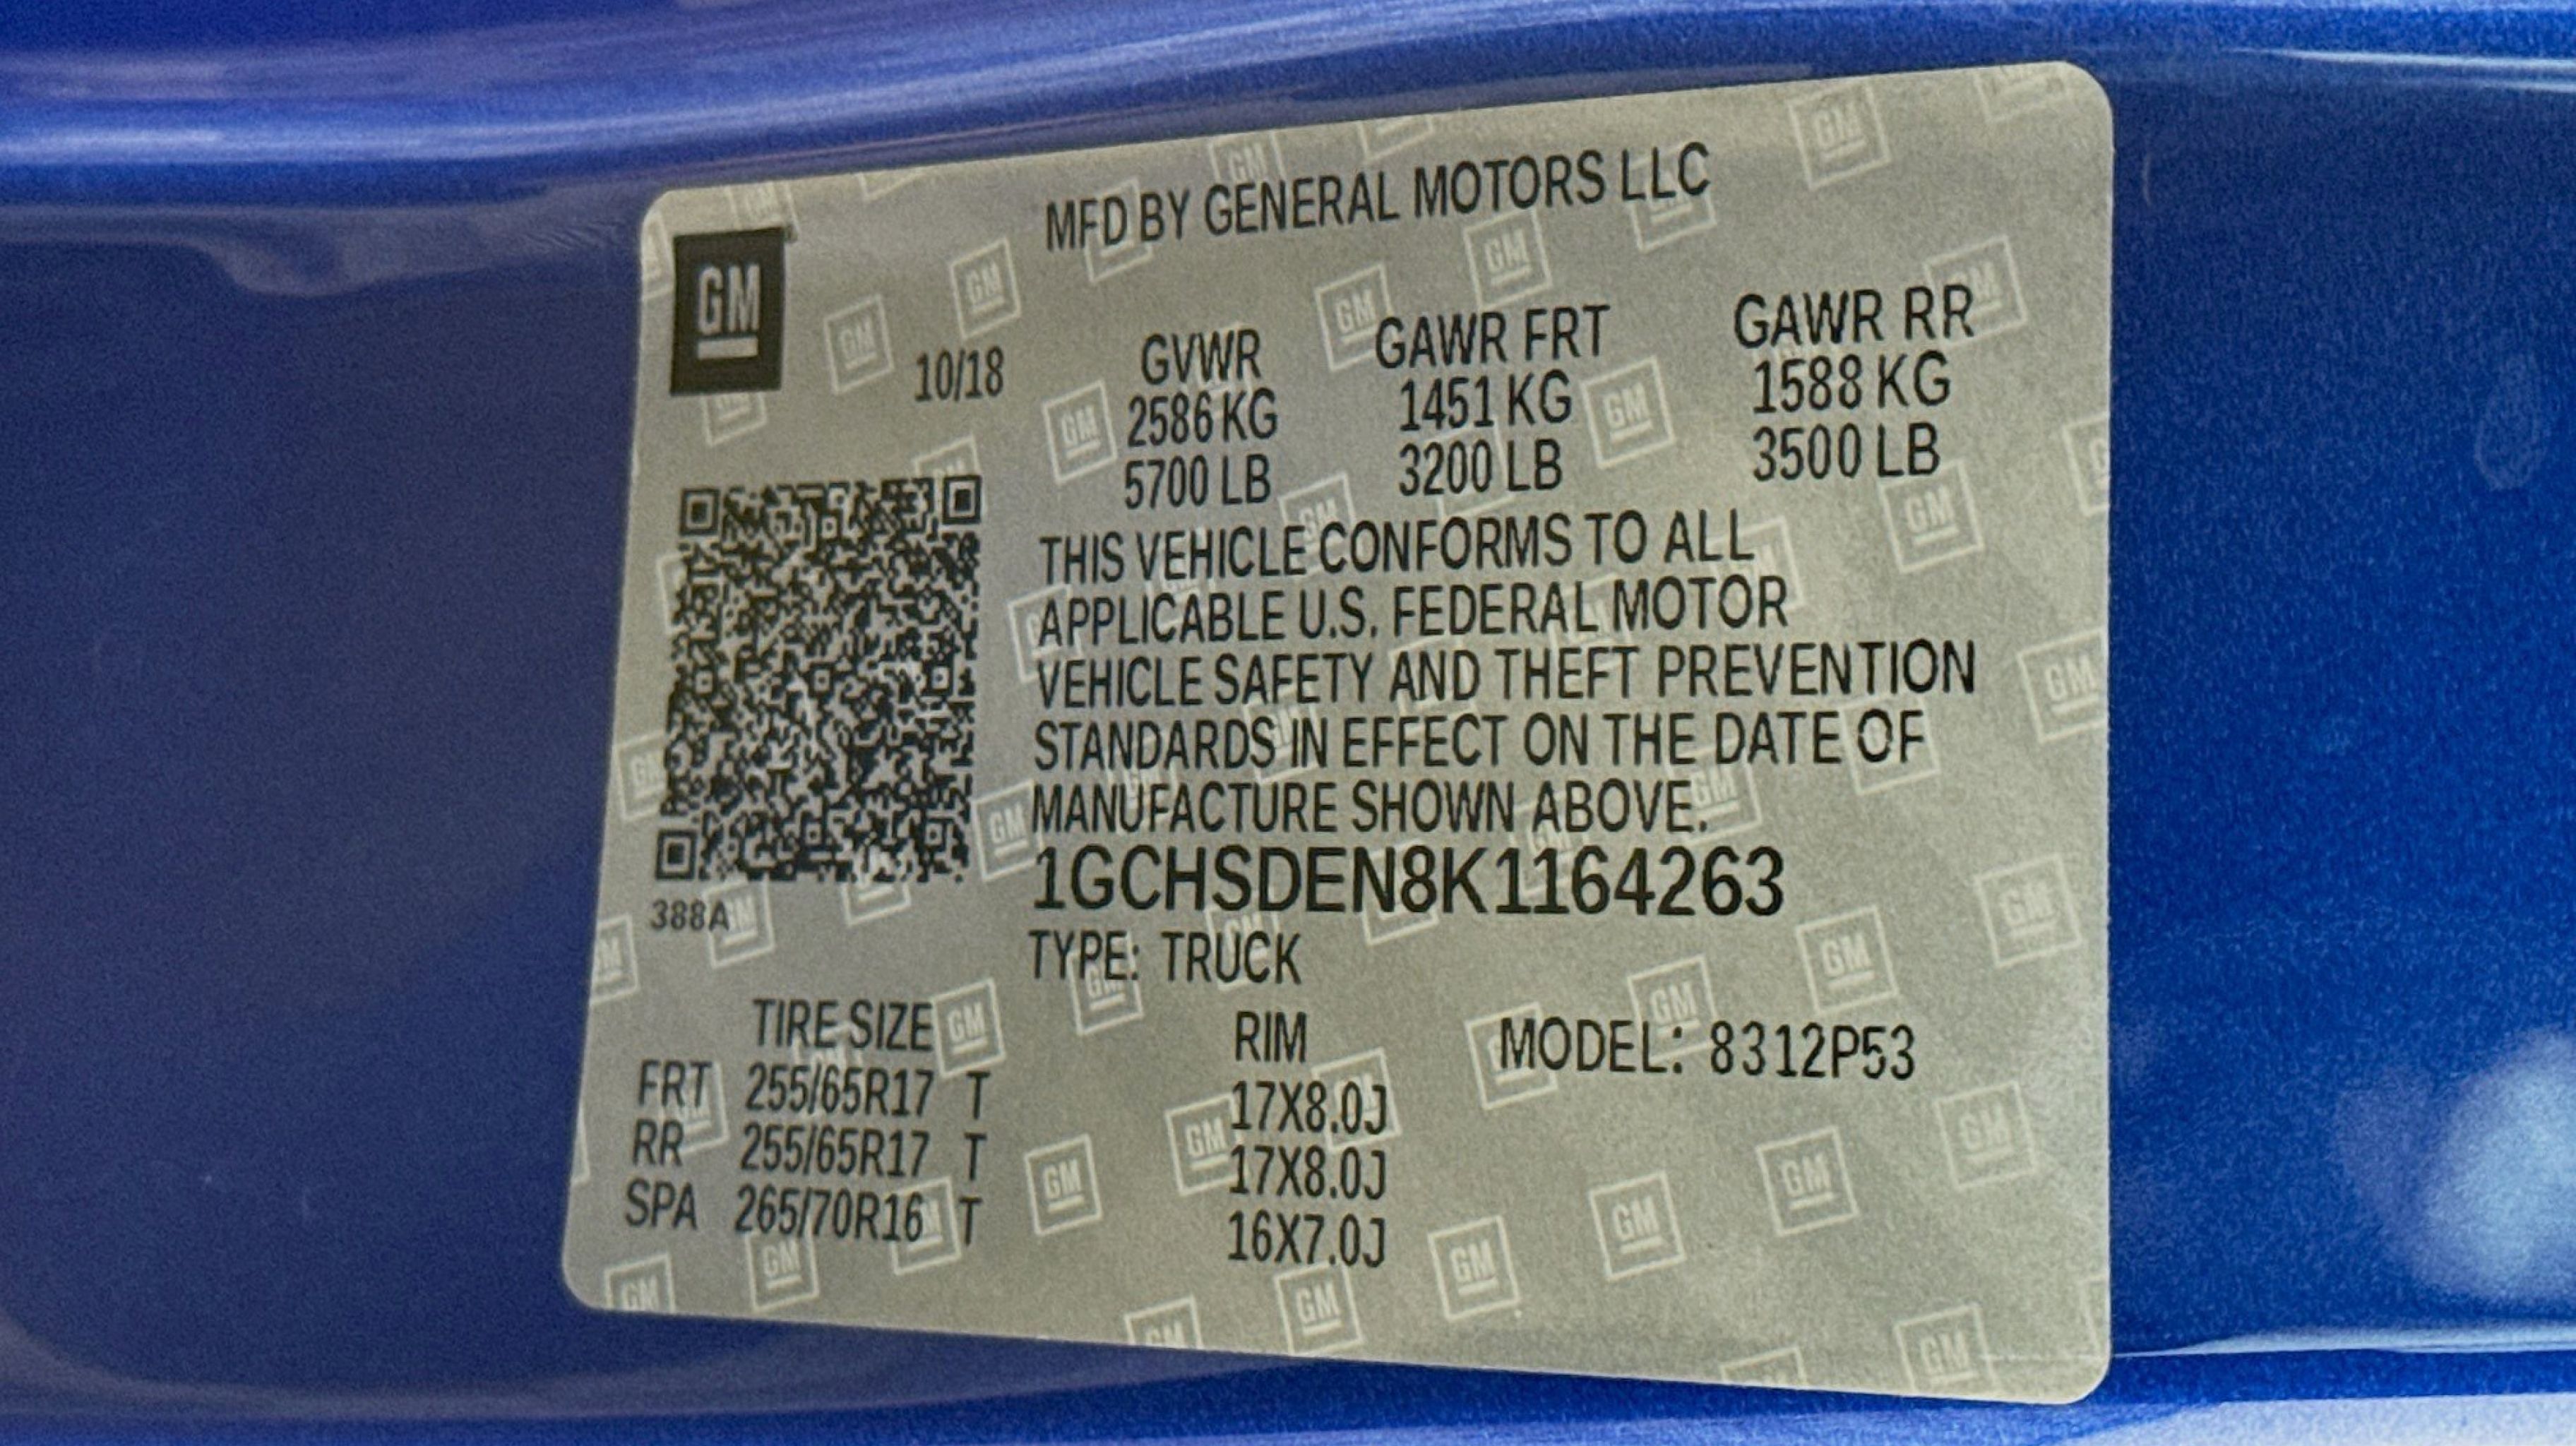 MFD BY GENERAL MOTORS LLC
GM
10/18
GVWR GAWR FRT GAWR RR
2586 KG 1451 KG 1588 KG
5700 LB 3200 LB 3500 LB
THIS VEHICLE CONFORMS TO ALL
APPLICABLE U.S. FEDERAL MOTOR
VEHICLE SAFETY AND THEFT PREVENTION
STANDARDS IN EFFECT ON THE DATE OF
MANUFACTURE SHOWN ABOVE.
1GCHSDEN8K1164263
388A
TYPE: TRUCK
TIRE SIZE RIM MODEL: 8312P53
FRT 255/65R17 T 17X8.0J
RR 255/65R17 T 17X8.0J
SPA 265/70R16 T 16X7.0J